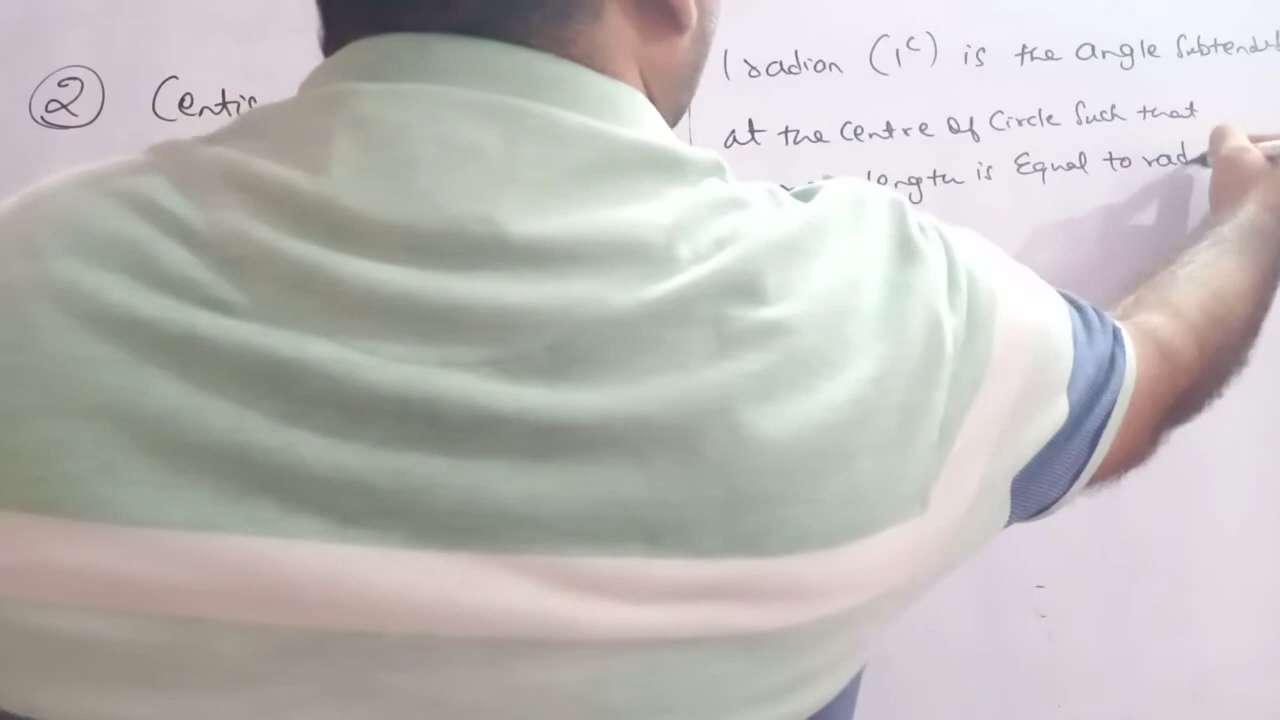 ② Centi
1 radian (1ᶜ) is the angle subtended
at the centre of circle such that
length is Equal to rad